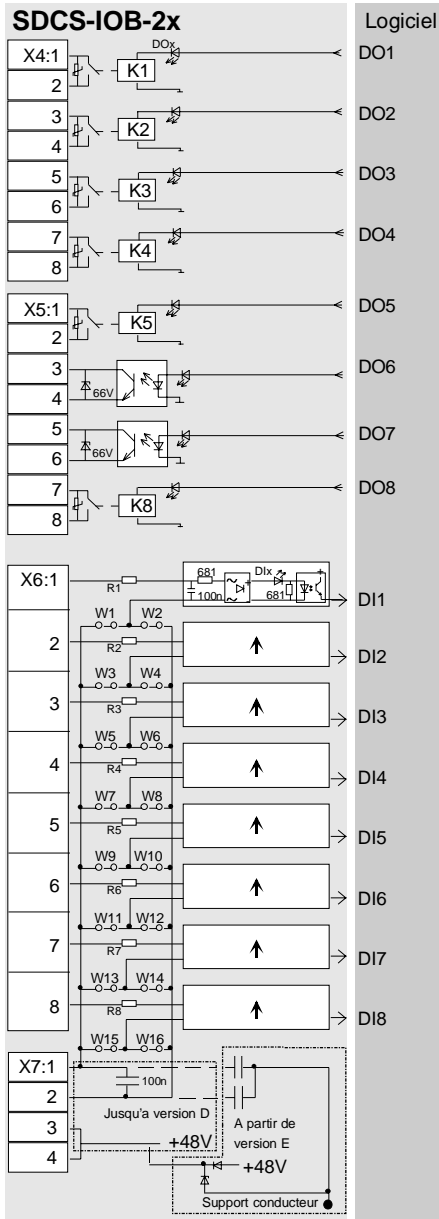 SDCS-IOB-2x Logiciel
X4:1 DOx K1 DO1
2
3 K2 DO2
4
5 K3 DO3
6
7 K4 DO4
8
X5:1 K5 DO5
2
3 66V DO6
4
5 66V DO7
6
7 K8 DO8
8
X6:1 R1 681 100n DIx 681 DI1
W1 W2
2 R2 DI2
W3 W4
3 R3 DI3
W5 W6
4 R4 DI4
W7 W8
5 R5 DI5
W9 W10
6 R6 DI6
W11 W12
7 R7 DI7
W13 W14
8 R8 DI8
W15 W16
X7:1 100n
2 Jusqu'a version D A partir de
3 +48V version E
4 +48V
Support conducteur